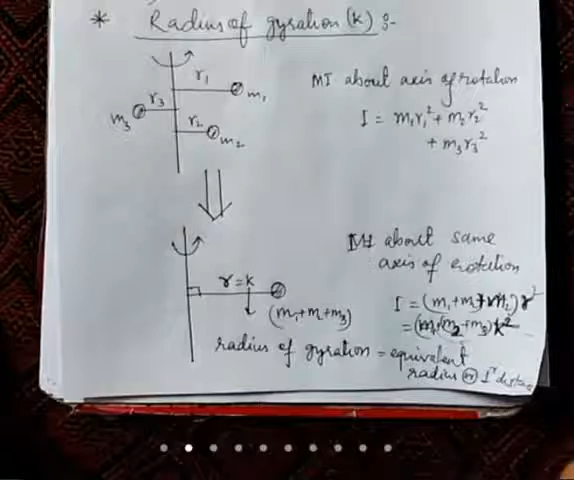 * Radius of gyration (k) :-
r₁
m₁
r₃
m₃
r₂
m₂
MI about axis of rotation
I = m₁r₁² + m₂r₂²
+ m₃r₃²
r = k
(m₁+m₂+m₃)
MI about same
axis of rotation
I = (m₁+m₂+m₃)r²
= (m₁+m₂+m₃)k²
radius of gyration = equivalent
radius or ⊥r distance